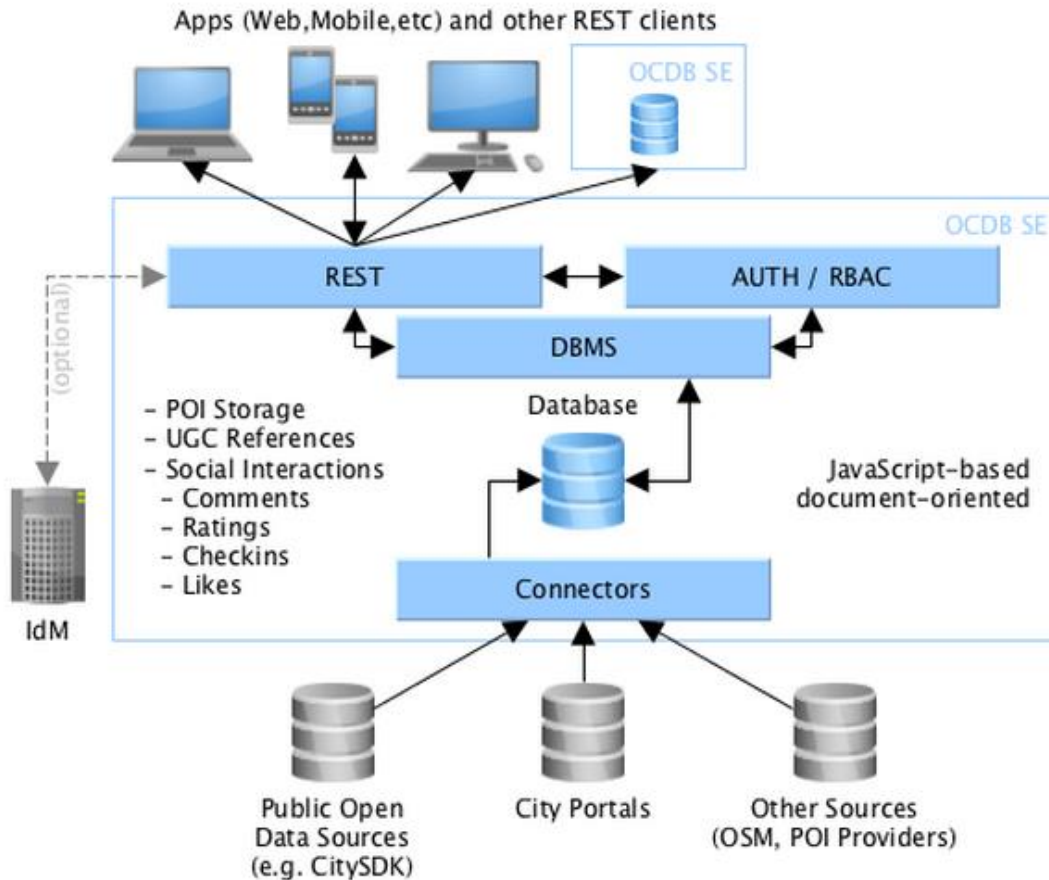 Apps (Web,Mobile,etc) and other REST clients
OCDB SE
OCDB SE
REST
AUTH / RBAC
(optional)
DBMS
Database
- POI Storage
- UGC References
- Social Interactions
- Comments
- Ratings
- Checkins
- Likes
JavaScript-based
document-oriented
Connectors
IdM
Public Open
Data Sources
(e.g. CitySDK)
City Portals
Other Sources
(OSM, POI Providers)